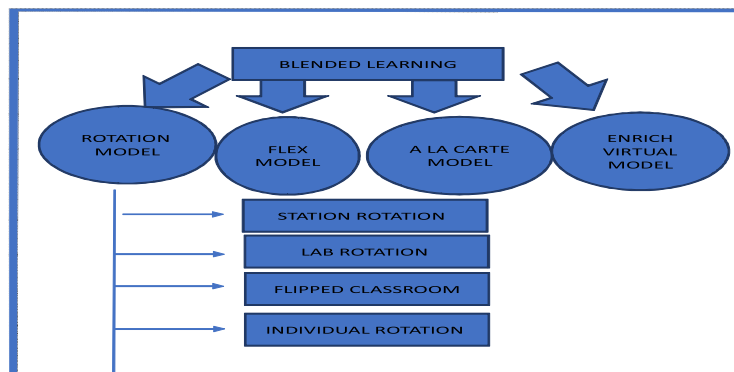 BLENDED LEARNING
ROTATION
MODEL
FLEX
MODEL
A LA CARTE
MODEL
ENRICH
VIRTUAL
MODEL
STATION ROTATION
LAB ROTATION
FLIPPED CLASSROOM
INDIVIDUAL ROTATION